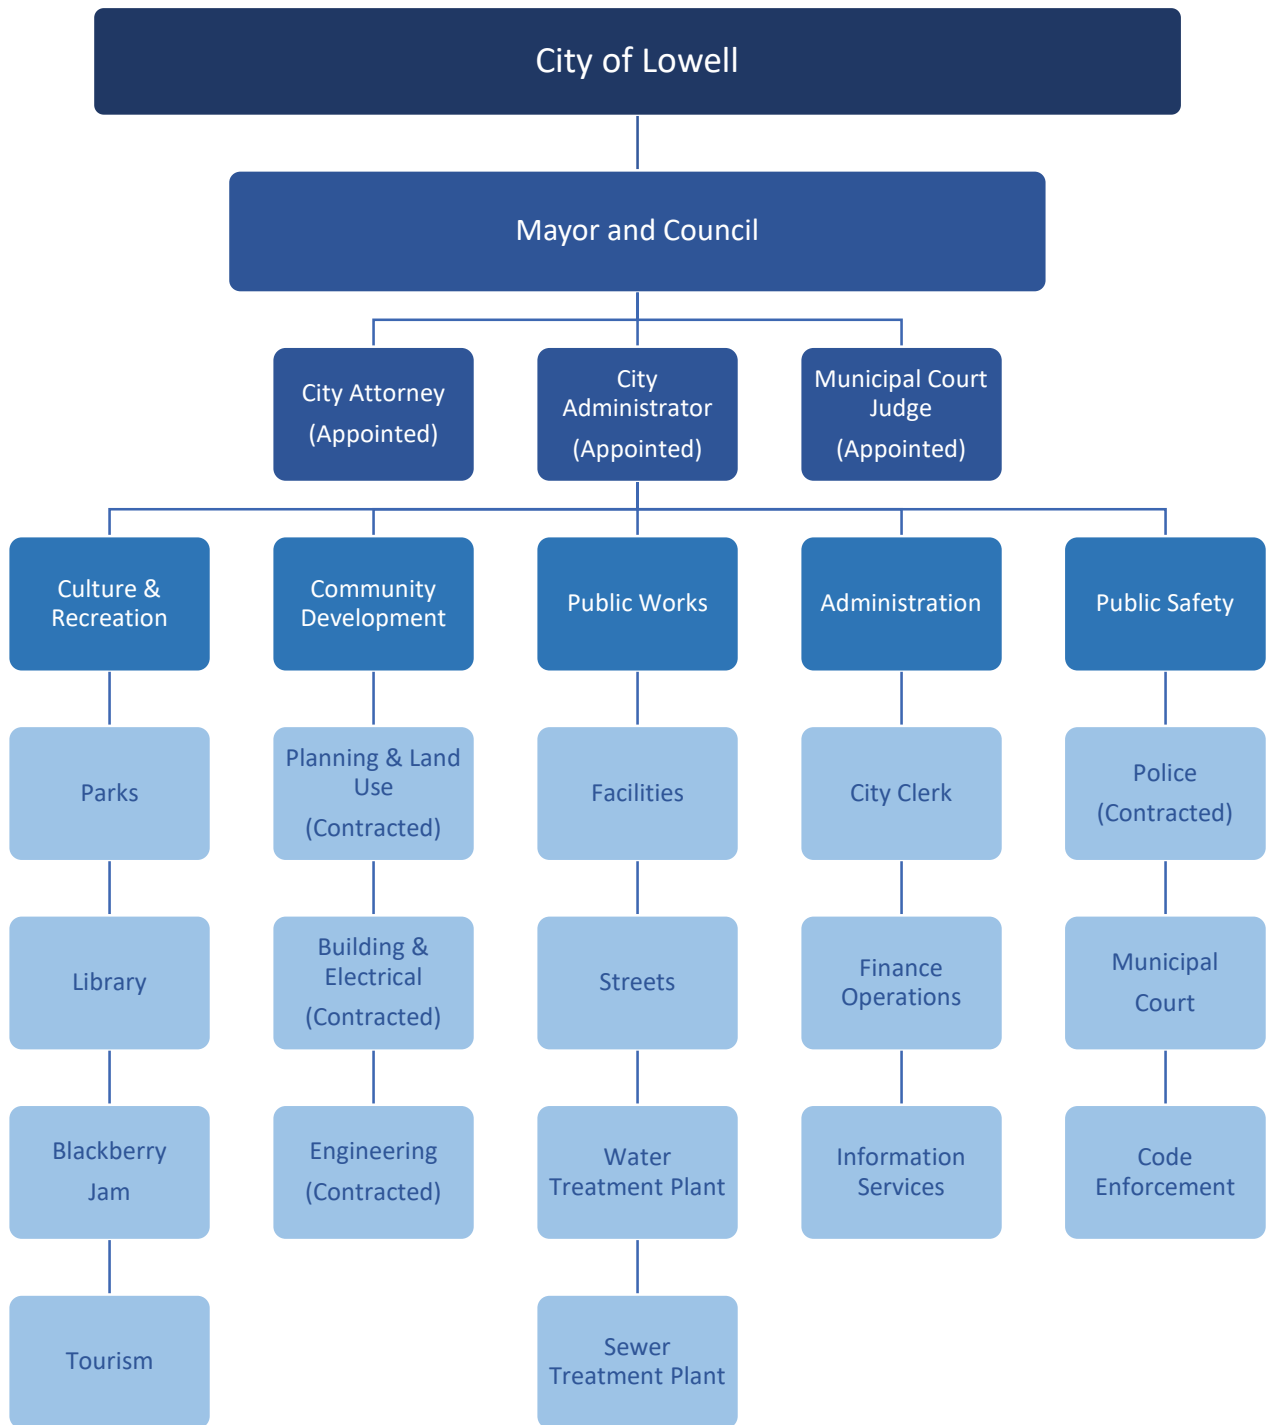 City of Lowell
Mayor and Council
City Attorney
(Appointed)
City
Administrator
(Appointed)
Municipal Court
Judge
(Appointed)
Culture &
Recreation
Community
Development
Public Works
Administration
Public Safety
Parks
Planning & Land
Use
(Contracted)
Facilities
City Clerk
Police
(Contracted)
Library
Building &
Electrical
(Contracted)
Streets
Finance
Operations
Municipal
Court
Blackberry
Jam
Engineering
(Contracted)
Water
Treatment Plant
Information
Services
Code
Enforcement
Tourism
Sewer
Treatment Plant